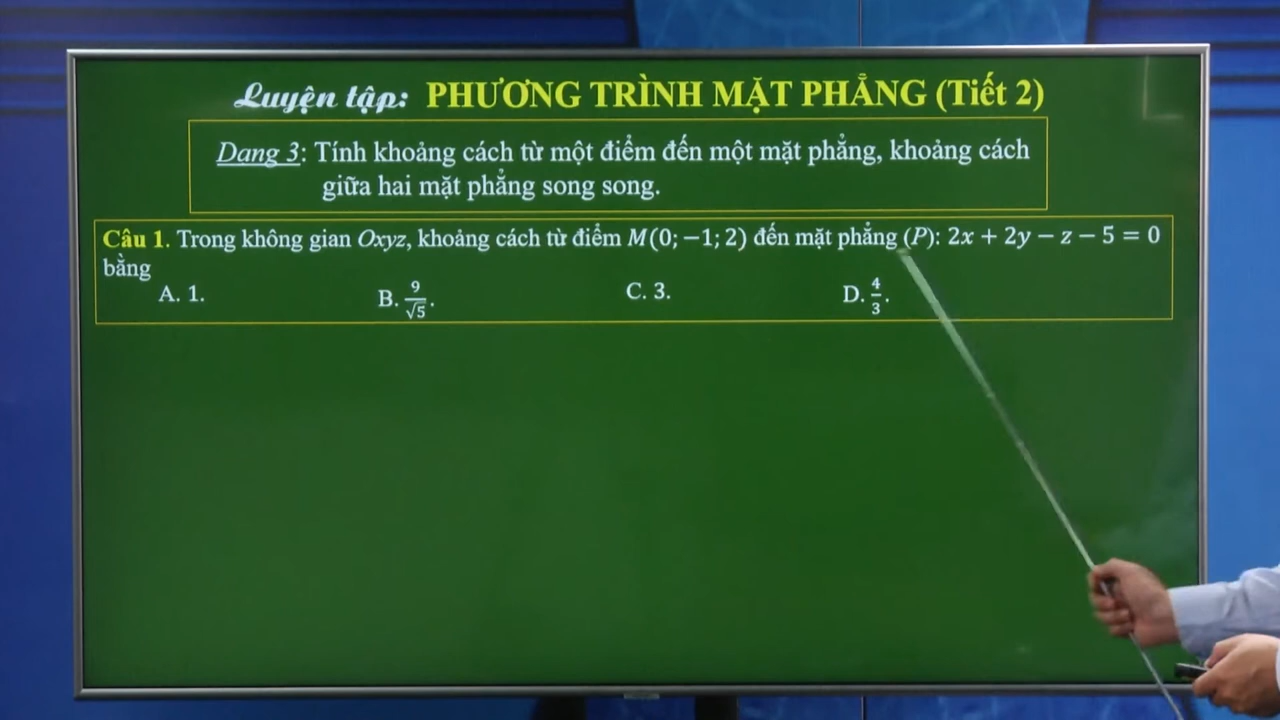 Luyện tập: PHƯƠNG TRÌNH MẶT PHẲNG (Tiết 2)
Dạng 3: Tính khoảng cách từ một điểm đến một mặt phẳng, khoảng cách
giữa hai mặt phẳng song song.
Câu 1. Trong không gian Oxyz, khoảng cách từ điểm M(0; −1; 2) đến mặt phẳng (P): 2x + 2y − z − 5 = 0
bằng
A. 1. B. 9/√5. C. 3. D. 4/3.